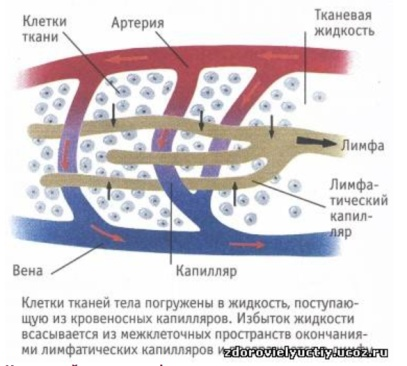 Клетки ткани
Артерия
Тканевая жидкость
Лимфа
Лимфа-
тический
капил-
ляр
Вена
Капилляр
Клетки тканей тела погружены в жидкость, поступаю-
щую из кровеносных капилляров. Избыток жидкости
всасывается из межклеточных пространств окончания-
ми лимфатических капилляров и
zdorovielyuctiy.ucoz.ru